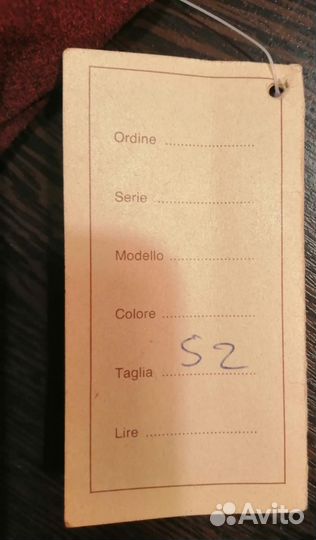 Ordine ..............................
Serie ..............................
Modello ..............................
Colore ..............................
Taglia 52
Lire ..............................
Avito